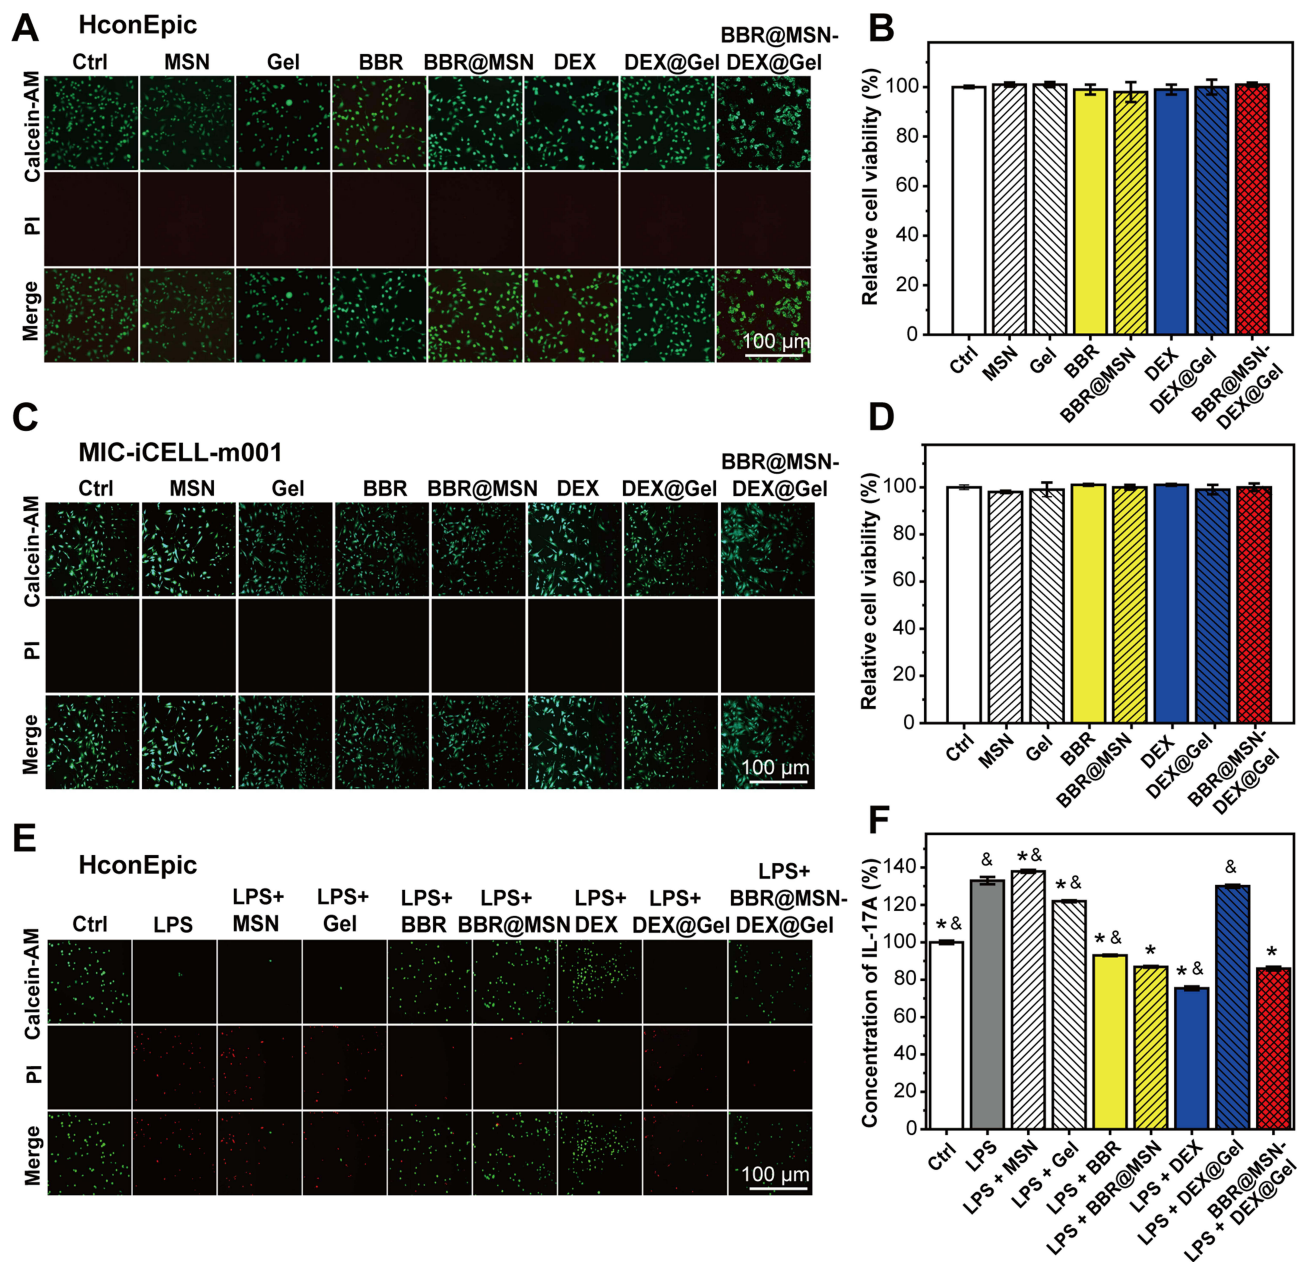 A
HconEpic
Ctrl MSN Gel BBR BBR@MSN DEX DEX@Gel BBR@MSN-
DEX@Gel
Calcein-AM
PI
Merge
100 μm
B
Relative cell viability (%)
100
80
60
40
20
0
Ctrl
MSN
Gel
BBR
BBR@MSN
DEX
DEX@Gel
BBR@MSN-
DEX@Gel
C
MIC-iCELL-m001
Ctrl MSN Gel BBR BBR@MSN DEX DEX@Gel BBR@MSN-
DEX@Gel
Calcein-AM
PI
Merge
100 μm
D
Relative cell viability (%)
100
80
60
40
20
0
Ctrl
MSN
Gel
BBR
BBR@MSN
DEX
DEX@Gel
BBR@MSN-
DEX@Gel
E
HconEpic
Ctrl
LPS
LPS+
MSN
LPS+
Gel
LPS+
BBR
LPS+
BBR@MSN
LPS+
DEX
LPS+
DEX@Gel
LPS+
BBR@MSN-
DEX@Gel
Calcein-AM
PI
Merge
100 μm
F
Concentration of IL-17A (%)
140
120
100
80
60
40
20
0
* &
&
* &
* &
* &
*
* &
&
*
Ctrl
LPS
LPS + MSN
LPS + Gel
LPS + BBR
LPS + BBR@MSN
LPS + DEX
LPS + DEX@Gel
BBR@MSN-
LPS + DEX@Gel